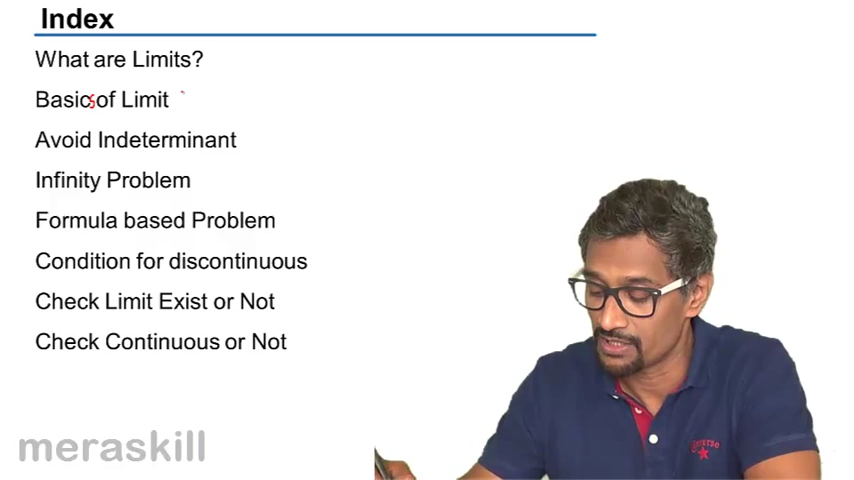 Index
What are Limits?
Basics of Limit
Avoid Indeterminant
Infinity Problem
Formula based Problem
Condition for discontinuous
Check Limit Exist or Not
Check Continuous or Not
meraskill